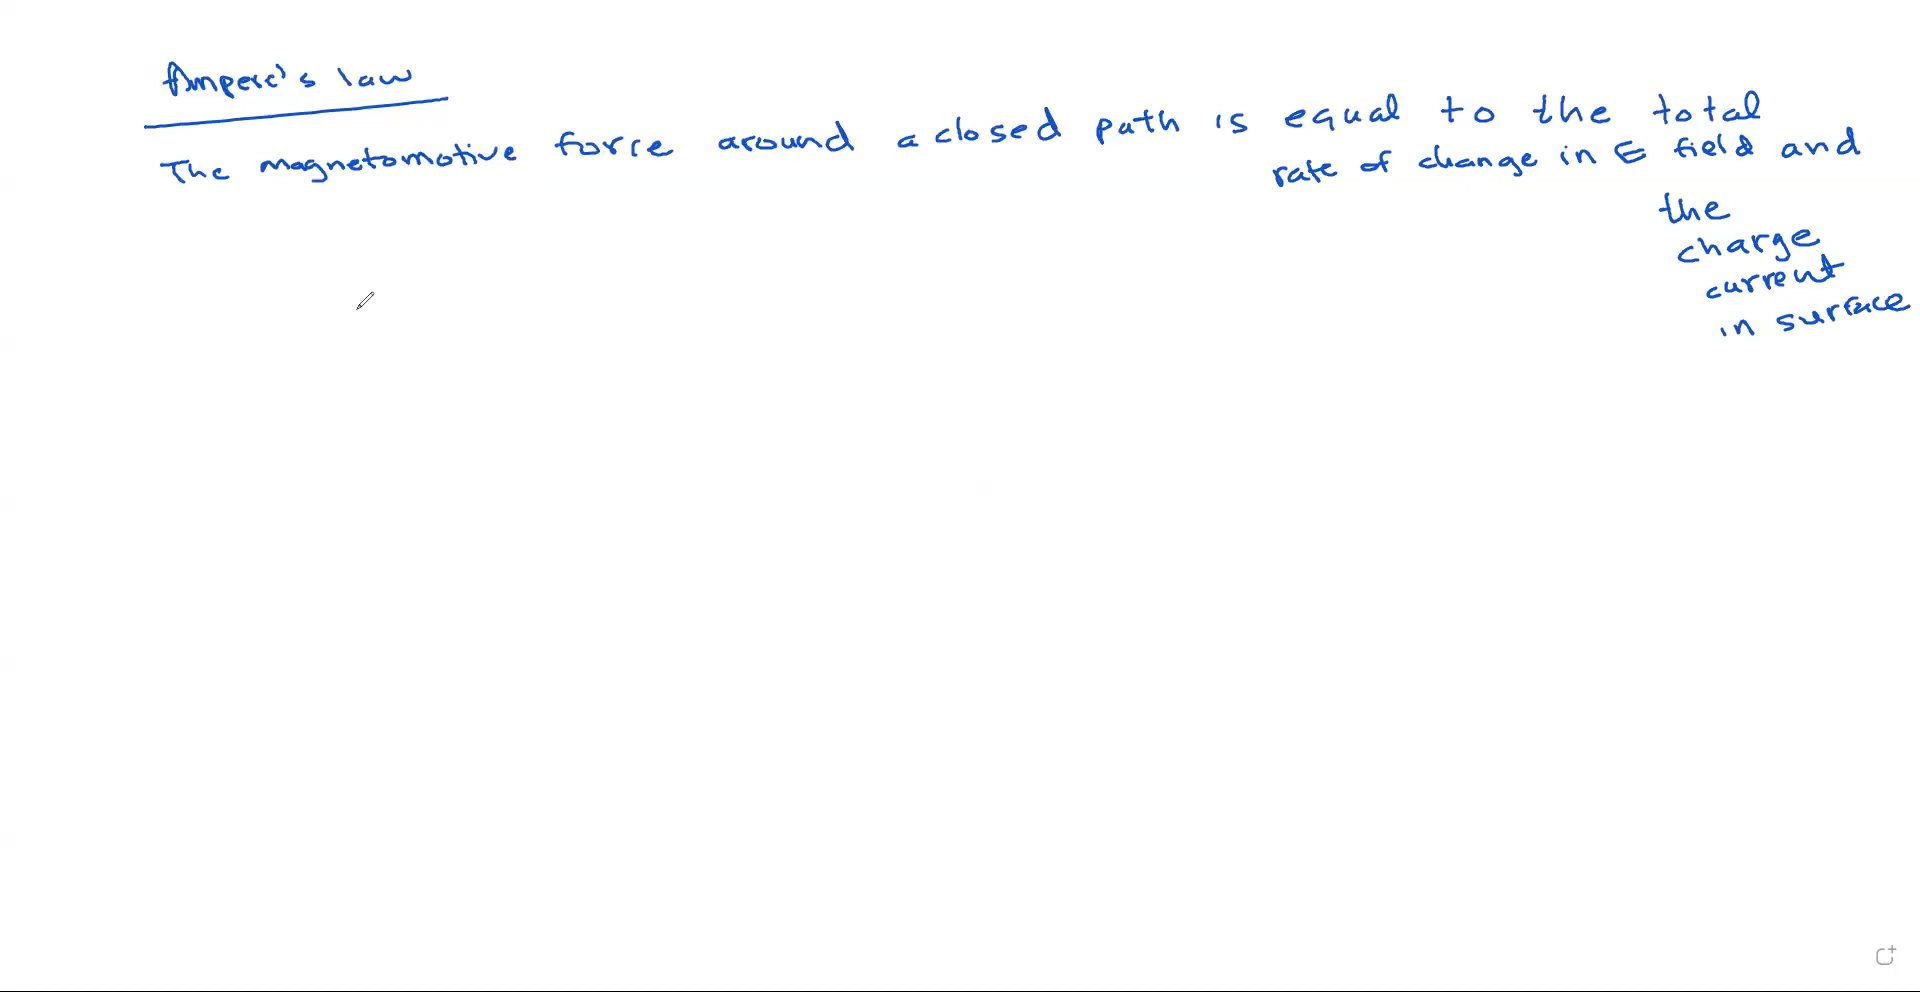 Ampere's law
The magnetomotive force around a closed path is equal to the total
rate of change in E field and
the
charge
current
in surface